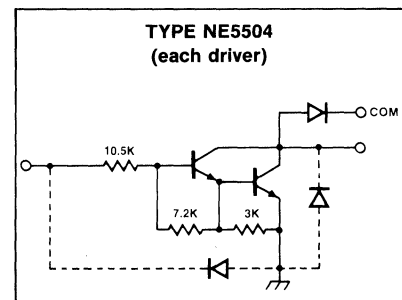 TYPE NE5504
(each driver)
COM
10.5K
7.2K
3K